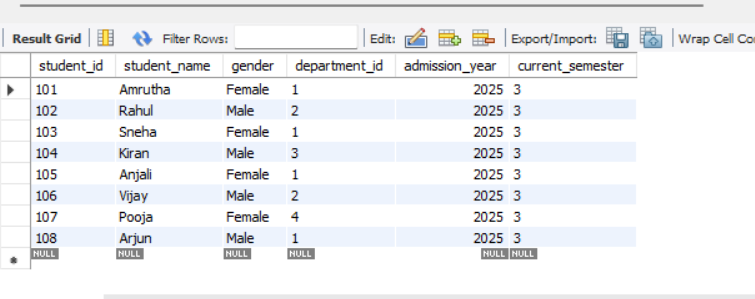 Result Grid Filter Rows: Edit: Export/Import: Wrap Cell Co
student_id student_name gender department_id admission_year current_semester
101 Amrutha Female 1 2025 3
102 Rahul Male 2 2025 3
103 Sneha Female 1 2025 3
104 Kiran Male 3 2025 3
105 Anjali Female 1 2025 3
106 Vijay Male 2 2025 3
107 Pooja Female 4 2025 3
108 Arjun Male 1 2025 3
NULL NULL NULL NULL NULL NULL